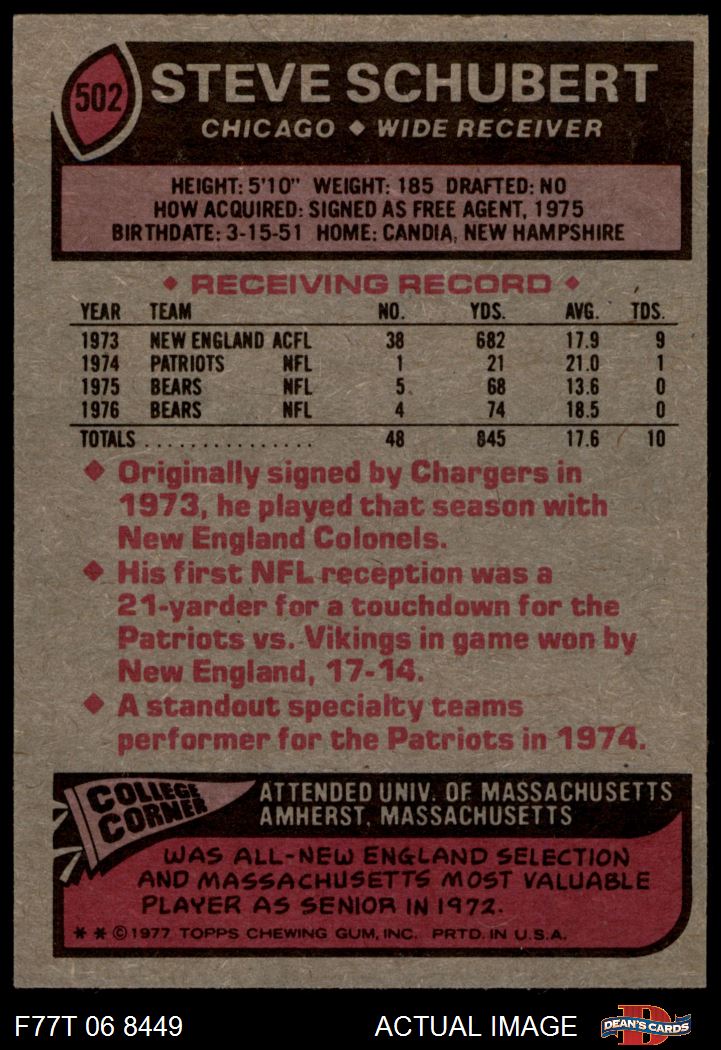 502
STEVE SCHUBERT
CHICAGO ◆ WIDE RECEIVER
HEIGHT: 5'10" WEIGHT: 185 DRAFTED: NO
HOW ACQUIRED: SIGNED AS FREE AGENT, 1975
BIRTHDATE: 3-15-51 HOME: CANDIA, NEW HAMPSHIRE
◆ RECEIVING RECORD ◆
YEAR TEAM NO. YDS. AVG. TDS.
1973 NEW ENGLAND ACFL 38 682 17.9 9
1974 PATRIOTS NFL 1 21 21.0 1
1975 BEARS NFL 5 68 13.6 0
1976 BEARS NFL 4 74 18.5 0
TOTALS ................ 48 845 17.6 10
◆ Originally signed by Chargers in
1973, he played that season with
New England Colonels.
◆ His first NFL reception was a
21-yarder for a touchdown for the
Patriots vs. Vikings in game won by
New England, 17-14.
◆ A standout specialty teams
performer for the Patriots in 1974.
COLLEGE
CORNER
ATTENDED UNIV. OF MASSACHUSETTS
AMHERST, MASSACHUSETTS
WAS ALL-NEW ENGLAND SELECTION
AND MASSACHUSETTS MOST VALUABLE
PLAYER AS SENIOR IN 1972.
** ©1977 TOPPS CHEWING GUM, INC. PRTD. IN U.S.A.
F77T 06 8449 ACTUAL IMAGE
D
DEAN'S CARDS